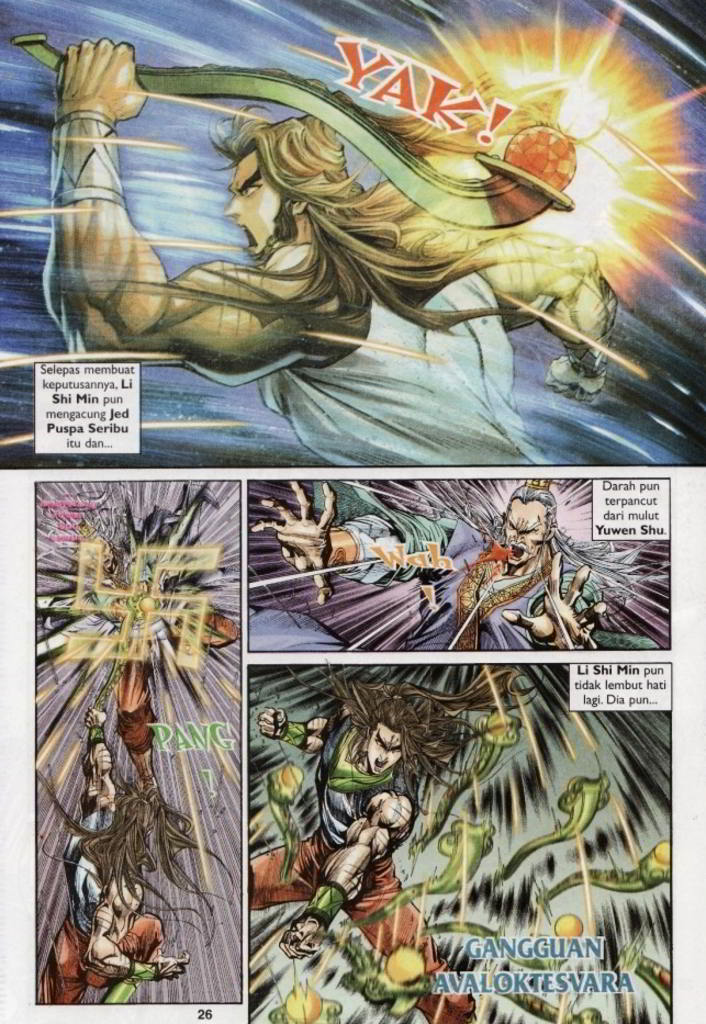 YAK!
Selepas membuat
keputusannya, Li
Shi Min pun
mengacung Jed
Puspa Seribu
itu dan...
PANG
!
Darah pun
terpancut
dari mulut
Yuwen Shu.
Wah
!
Li Shi Min pun
tidak lembut hati
lagi. Dia pun...
GANGGUAN
AVALOKTESVARA
26